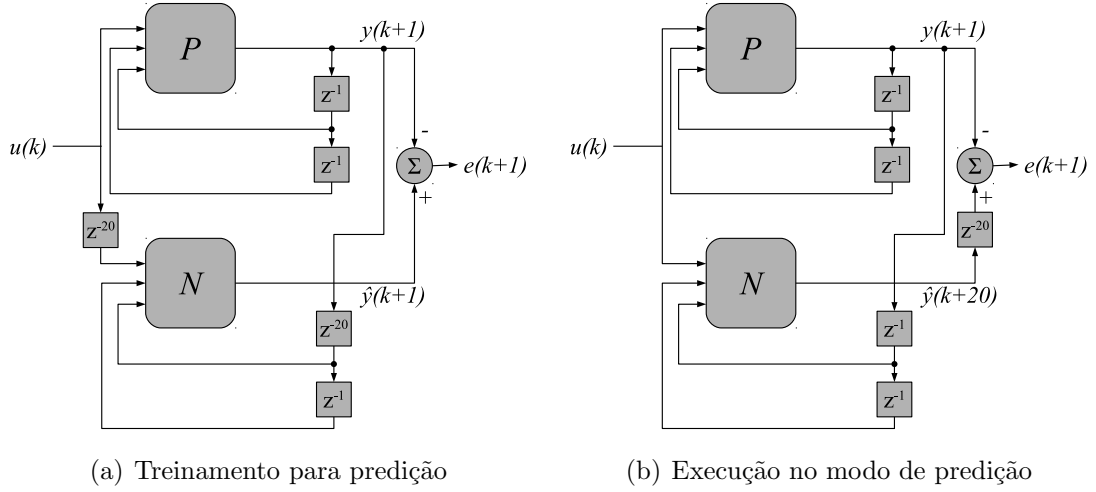 P
y(k+1)
z-1
-
u(k)
z-1
Σ
e(k+1)
+
z-20
N
ŷ(k+1)
z-20
z-1
(a) Treinamento para predição
P
y(k+1)
z-1
-
u(k)
z-1
Σ
e(k+1)
+
z-20
N
ŷ(k+20)
z-1
z-1
(b) Execução no modo de predição